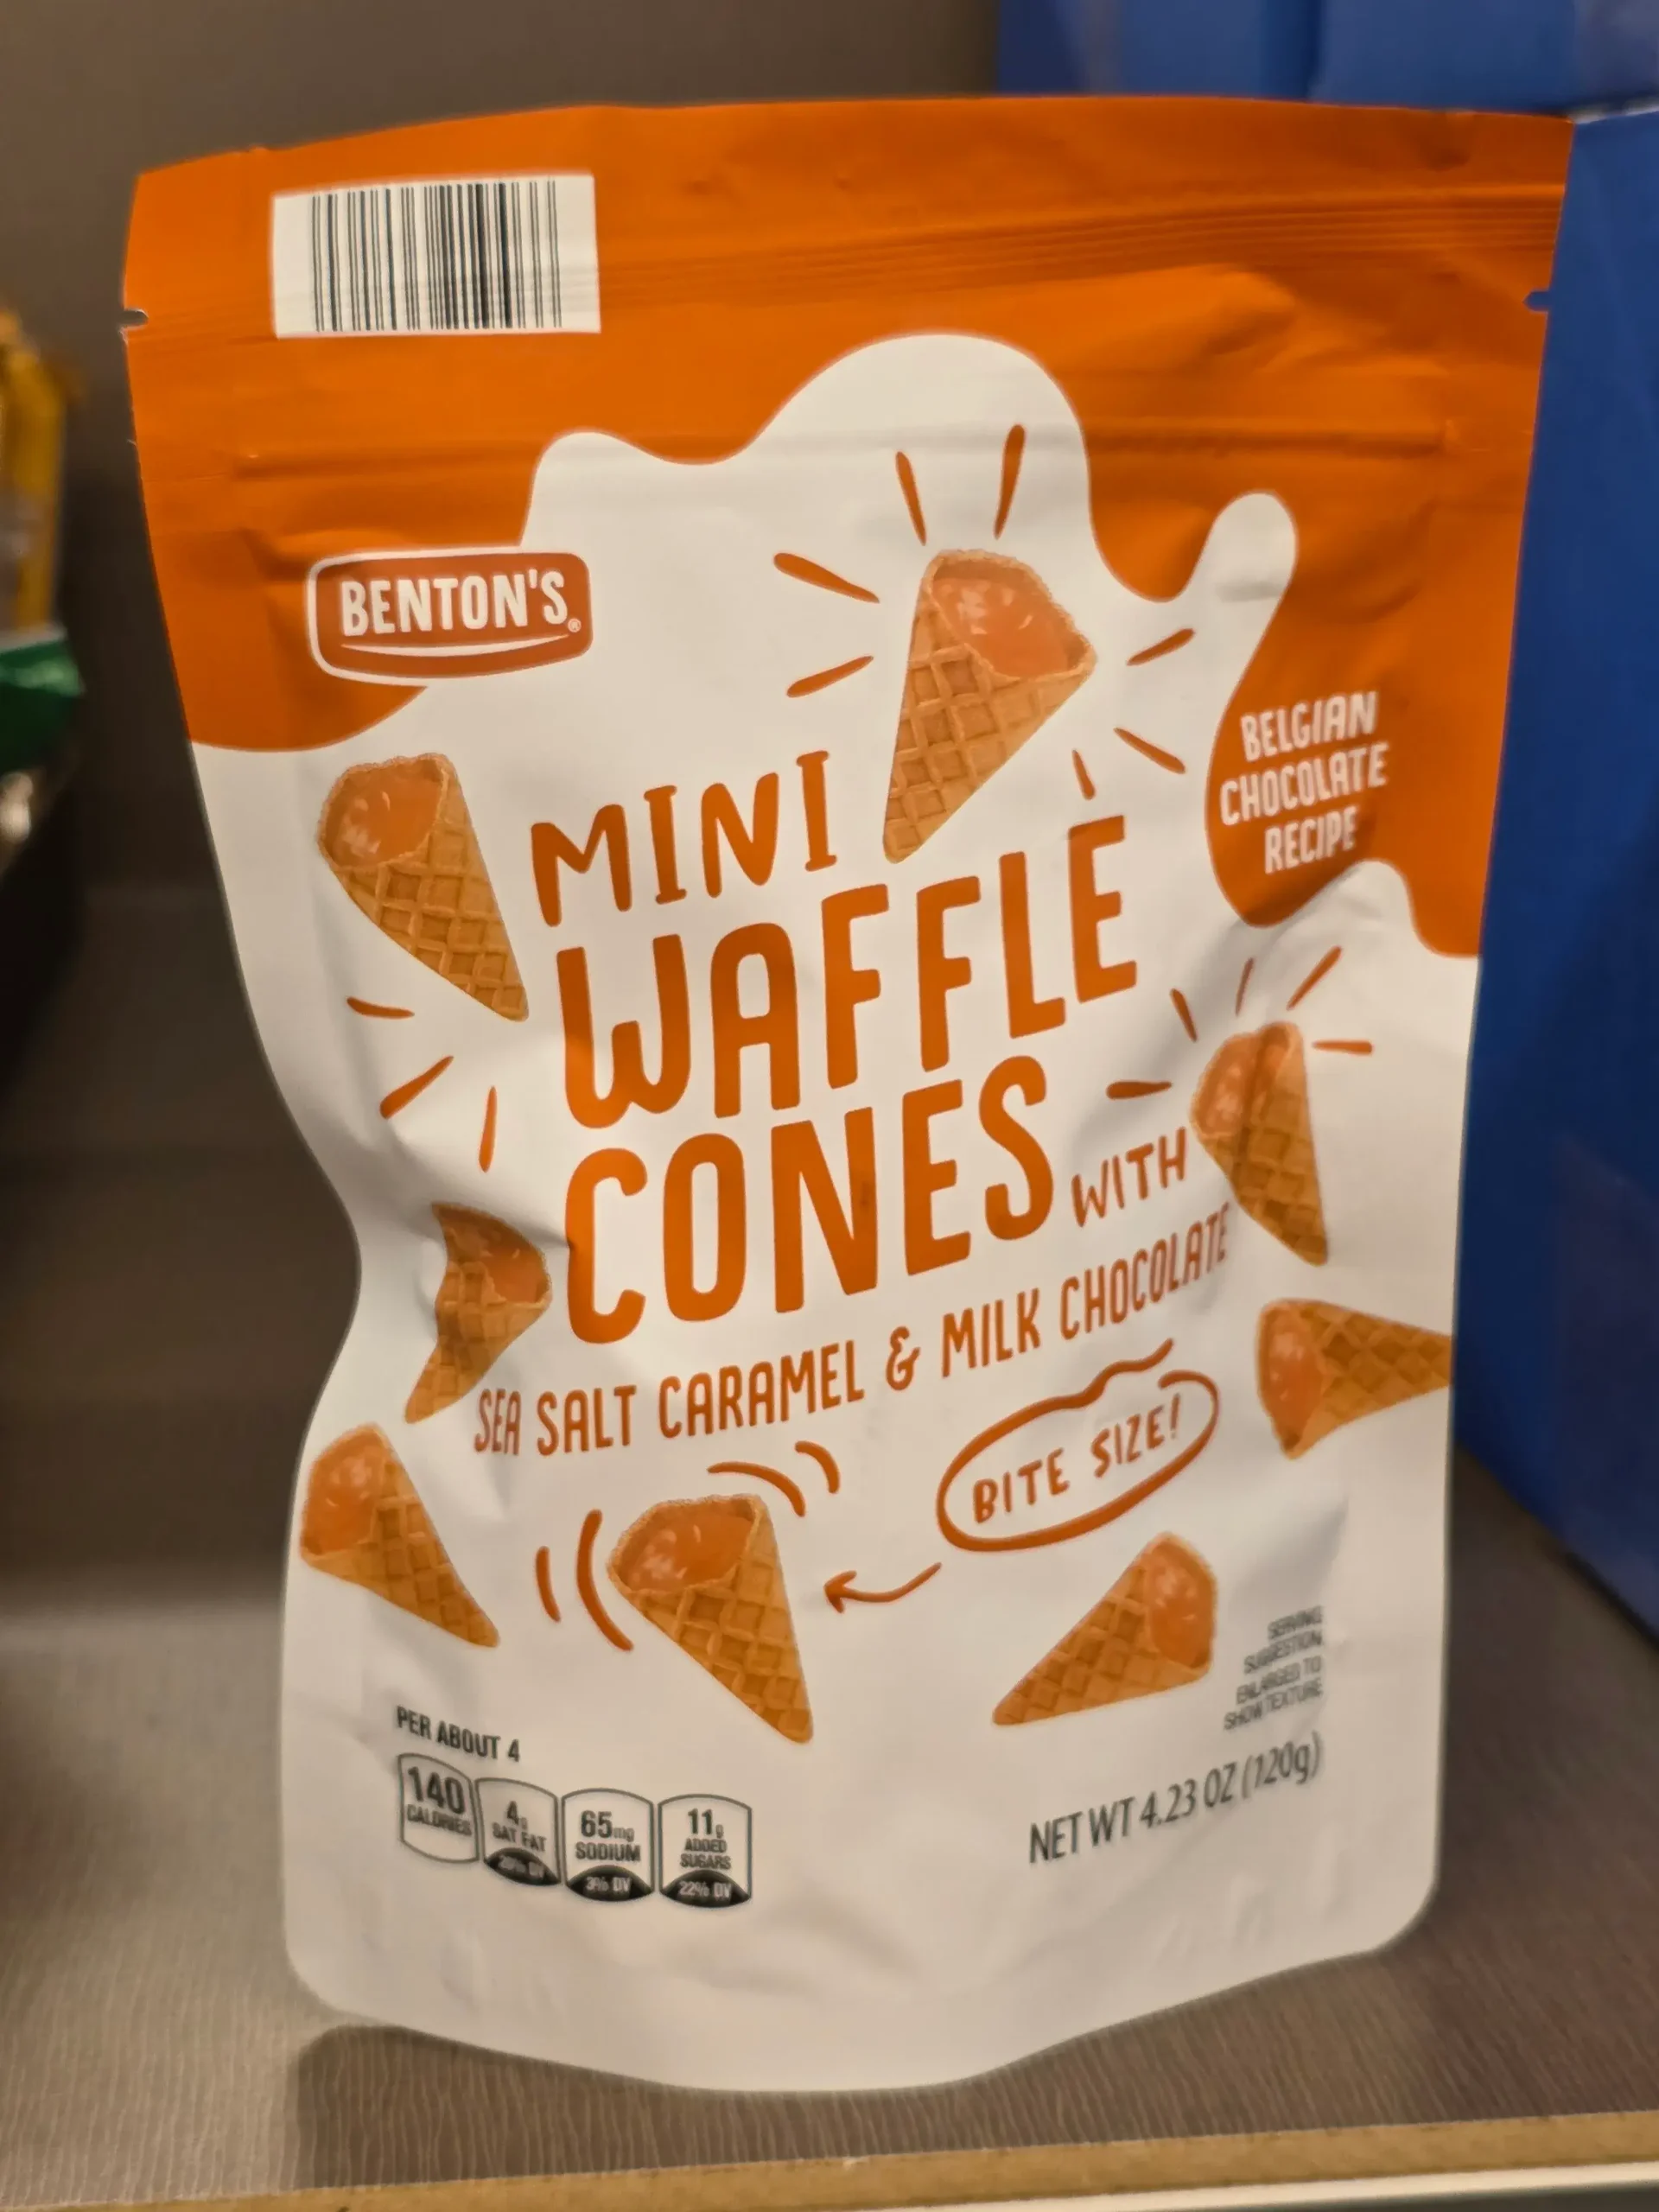 BENTON'S®
BELGIAN
CHOCOLATE
RECIPE
MINI
WAFFLE
CONES WITH
SEA SALT CARAMEL & MILK CHOCOLATE
BITE SIZE!
SERVING
SUGGESTION
ENLARGED TO
SHOW TEXTURE
PER ABOUT 4
140
CALORIES
4g
SAT FAT
20% DV
65mg
SODIUM
3% DV
11g
ADDED
SUGARS
22% DV
NET WT 4.23 OZ (120g)